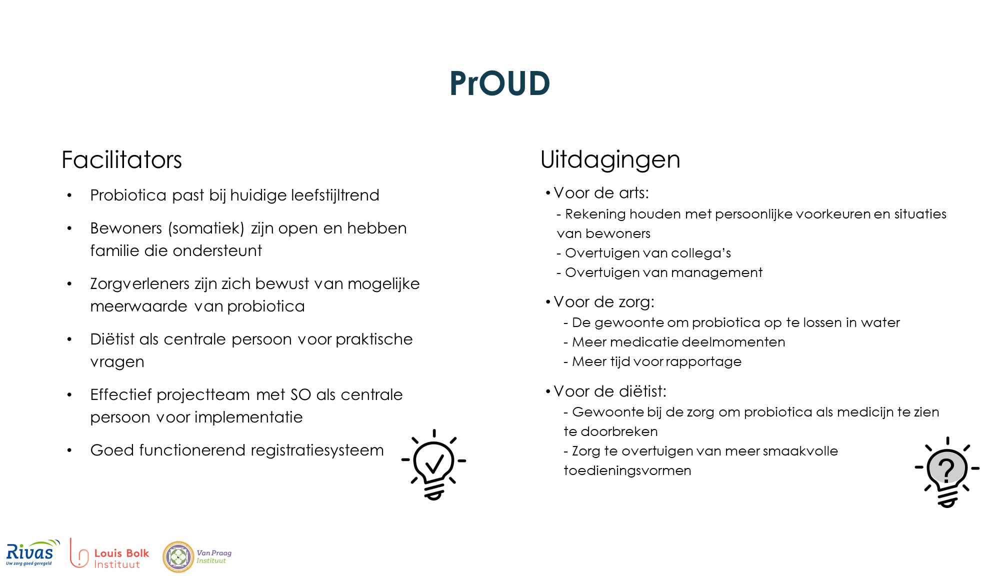 PrOUD
Facilitators
• Probiotica past bij huidige leefstijltrend
• Bewoners (somatiek) zijn open en hebben
familie die ondersteunt
• Zorgverleners zijn zich bewust van mogelijke
meerwaarde van probiotica
• Diëtist als centrale persoon voor praktische
vragen
• Effectief projectteam met SO als centrale
persoon voor implementatie
• Goed functionerend registratiesysteem
Uitdagingen
• Voor de arts:
- Rekening houden met persoonlijke voorkeuren en situaties
van bewoners
- Overtuigen van collega’s
- Overtuigen van management
• Voor de zorg:
- De gewoonte om probiotica op te lossen in water
- Meer medicatie deelmomenten
- Meer tijd voor rapportage
• Voor de diëtist:
- Gewoonte bij de zorg om probiotica als medicijn te zien
te doorbreken
- Zorg te overtuigen van meer smaakvolle
toedieningsvormen
?
Rivas
Uw zorg goed geregeld
Louis Bolk
Instituut
Van Praag
Instituut